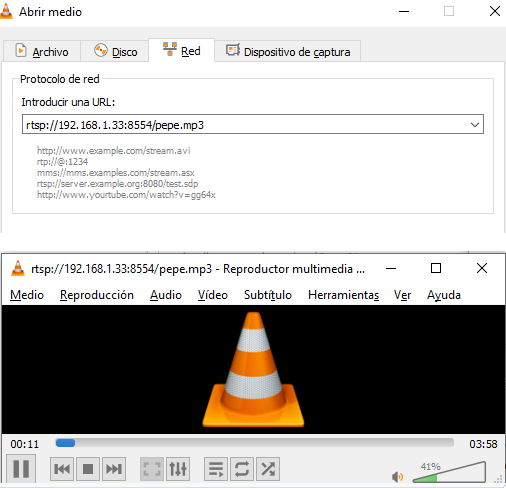 Abrir medio
Archivo Disco Red Dispositivo de captura
Protocolo de red
Introducir una URL:
rtsp://192.168.1.33:8554/pepe.mp3
http://www.example.com/stream.avi
rtp://@:1234
mms://mms.examples.com/stream.asx
rtsp://server.example.org:8080/test.sdp
http://www.yourtube.com/watch?v=gg64x
rtsp://192.168.1.33:8554/pepe.mp3 - Reproductor multimedia ...
Medio Reproducción Audio Vídeo Subtítulo Herramientas Ver Ayuda
00:11 03:58
41%